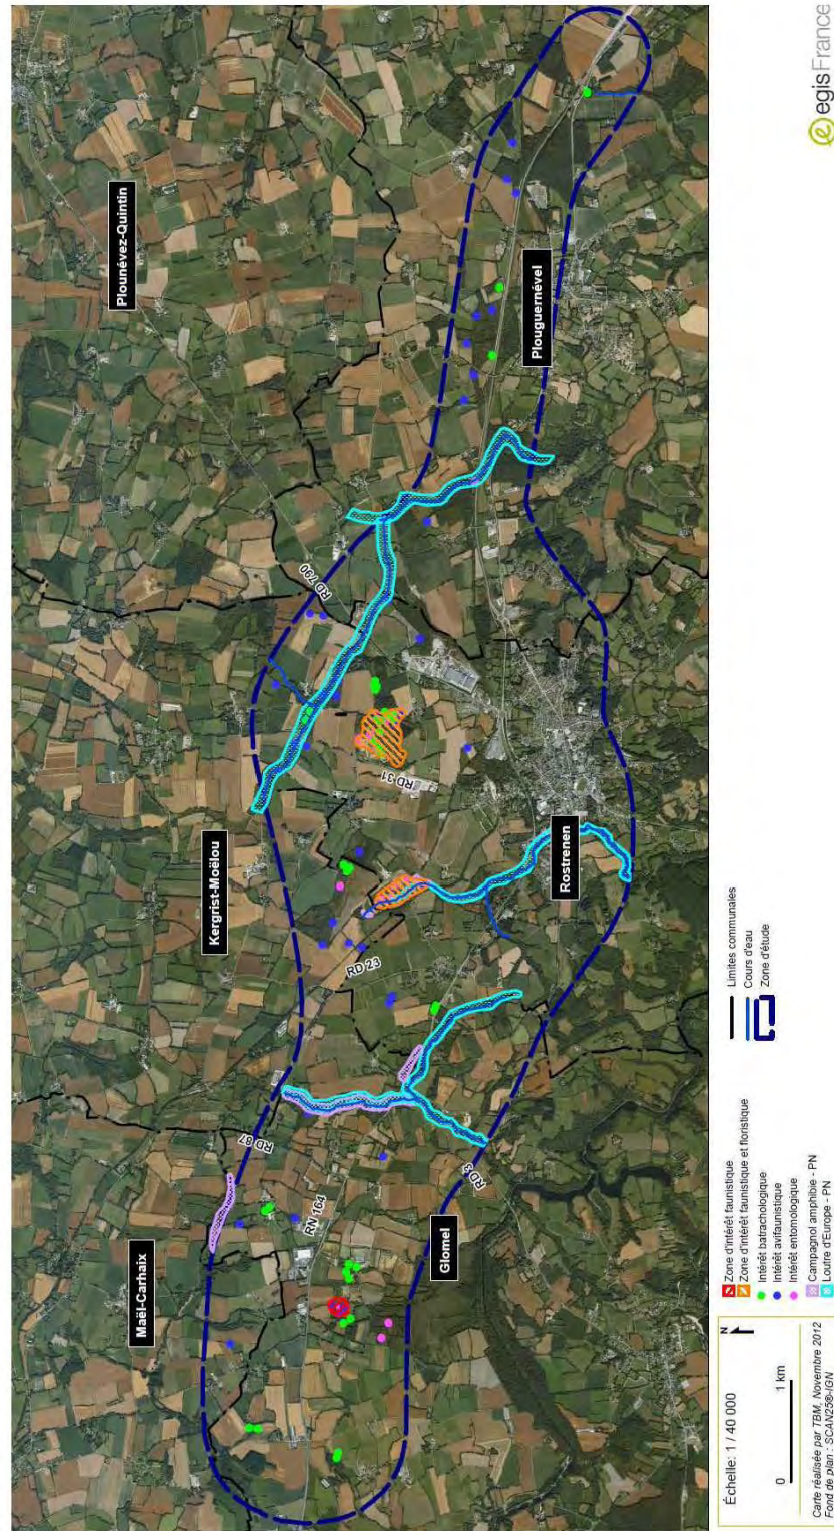 Maël-Carhaix
Kergrist-Moëlou
Plounévez-Quintin
RD 87
RD 790
RN 164
RD 23
RD 31
RD 3
Glomel
Rostrenen
Plouguernével
Échelle: 1 / 40 000
N
0
1 km
Carte réalisée par TBM, Novembre 2012
Fond de plan : SCAN25®-IGN
Zone d'intérêt faunistique
Zone d'intérêt faunistique et floristique
Intérêt batrachologique
Intérêt avifaunistique
Intérêt entomologique
Campagnol amphibie - PN
Loutre d'Europe - PN
Limites communales
Cours d'eau
Zone d'étude
egis France